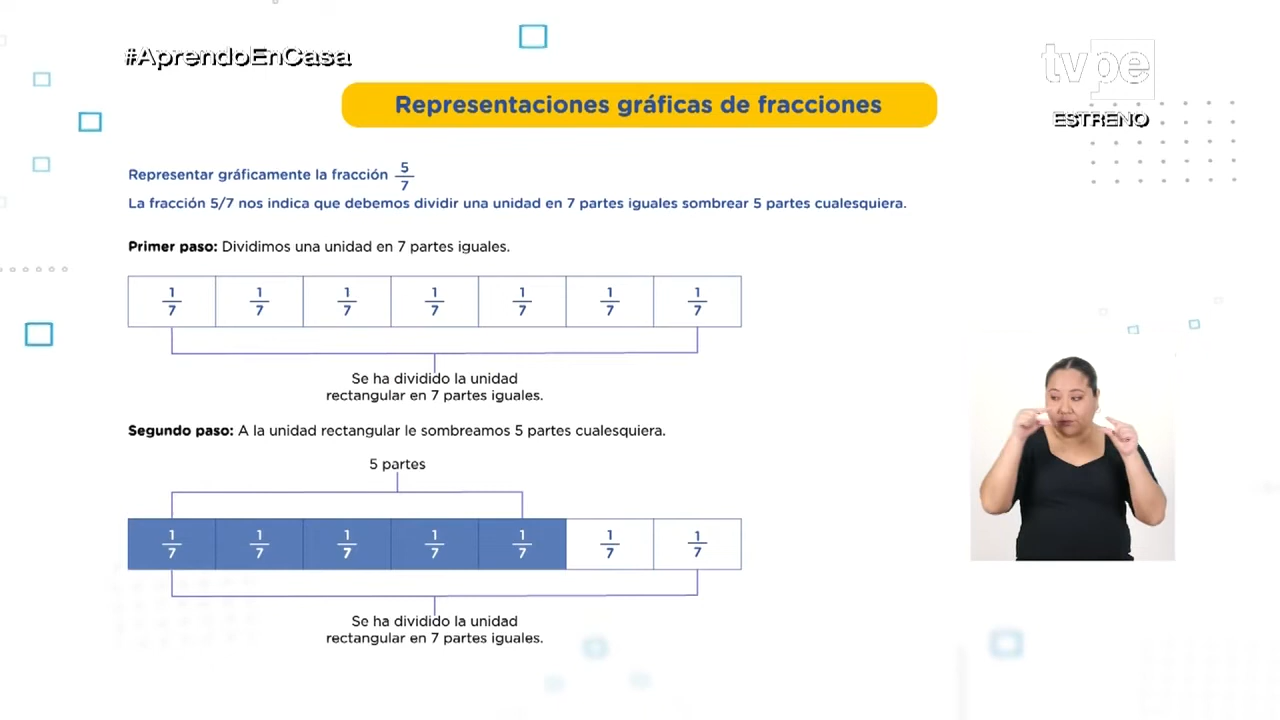 #AprendoEnCasa
tvpe
ESTRENO
Representaciones gráficas de fracciones
Representar gráficamente la fracción 5/7
La fracción 5/7 nos indica que debemos dividir una unidad en 7 partes iguales sombrear 5 partes cualesquiera.
Primer paso: Dividimos una unidad en 7 partes iguales.
1/7 1/7 1/7 1/7 1/7 1/7 1/7
Se ha dividido la unidad
rectangular en 7 partes iguales.
Segundo paso: A la unidad rectangular le sombreamos 5 partes cualesquiera.
5 partes
1/7 1/7 1/7 1/7 1/7 1/7 1/7
Se ha dividido la unidad
rectangular en 7 partes iguales.